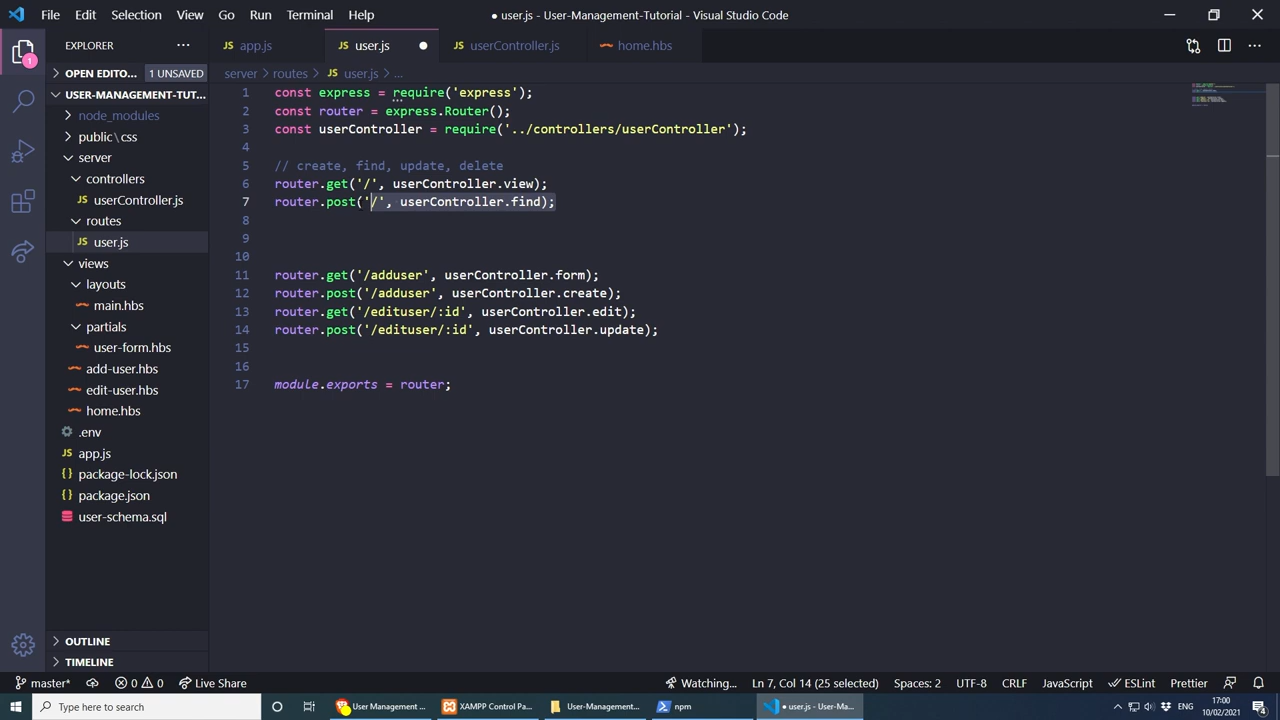 File Edit Selection View Go Run Terminal Help ● user.js - User-Management-Tutorial - Visual Studio Code
EXPLORER ··· JS app.js JS user.js ● JS userController.js home.hbs ···
OPEN EDITO... 1 UNSAVED server > routes > JS user.js > ...
1
USER-MANAGEMENT-TUT...
node_modules
public\css
server
controllers
JS userController.js
routes
JS user.js
views
layouts
main.hbs
partials
user-form.hbs
add-user.hbs
edit-user.hbs
home.hbs
.env
JS app.js
{} package-lock.json
{} package.json
user-schema.sql
OUTLINE
TIMELINE
1 const express = require('express');
2 const router = express.Router();
3 const userController = require('../controllers/userController');
4
5 // create, find, update, delete
6 router.get('/', userController.view);
7 router.post('/', userController.find);
8
9
10
11 router.get('/adduser', userController.form);
12 router.post('/adduser', userController.create);
13 router.get('/edituser/:id', userController.edit);
14 router.post('/edituser/:id', userController.update);
15
16
17 module.exports = router;
master* 0 0 Live Share Watching... Ln 7, Col 14 (25 selected) Spaces: 2 UTF-8 CRLF JavaScript ESLint Prettier
Type here to search User Management ... XAMPP Control Pa... User-Management... npm ● user.js - User-Ma... ENG 17:00
10/02/2021 4